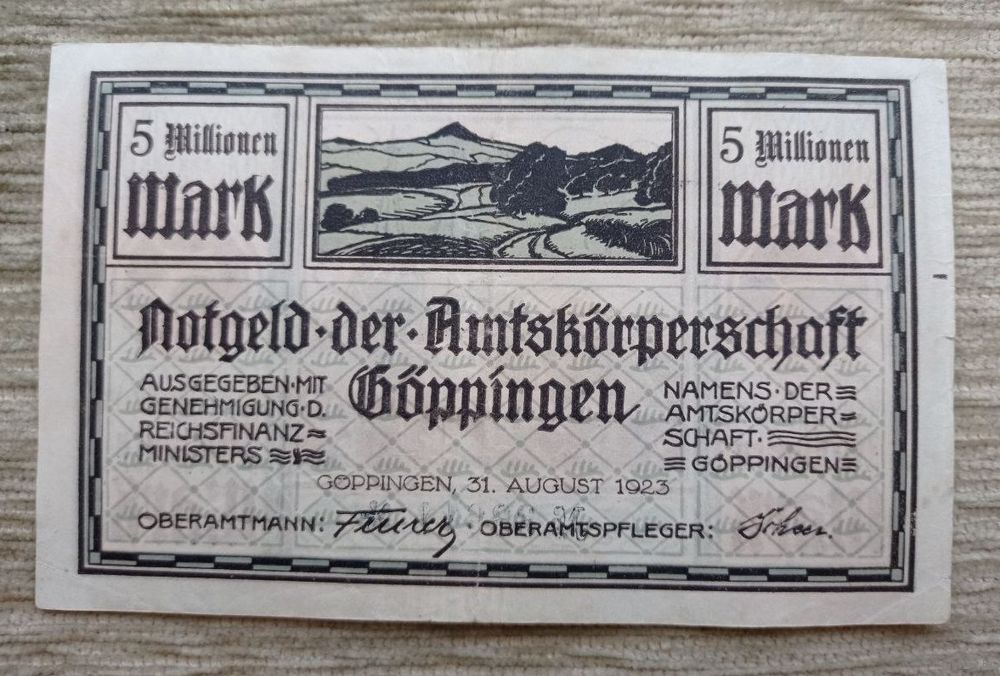 5 Millionen
Mark
5 Millionen
Mark
Notgeld·der·Amtskörperschaft
Göppingen
AUSGEGEBEN·MIT
GENEHMIGUNG·D.
REICHSFINANZ=
MINISTERS
NAMENS·DER
AMTSKÖRPER=
SCHAFT·
GÖPPINGEN
GÖPPINGEN, 31. AUGUST 1923
OBERAMTMANN: · OBERAMTSPFLEGER: